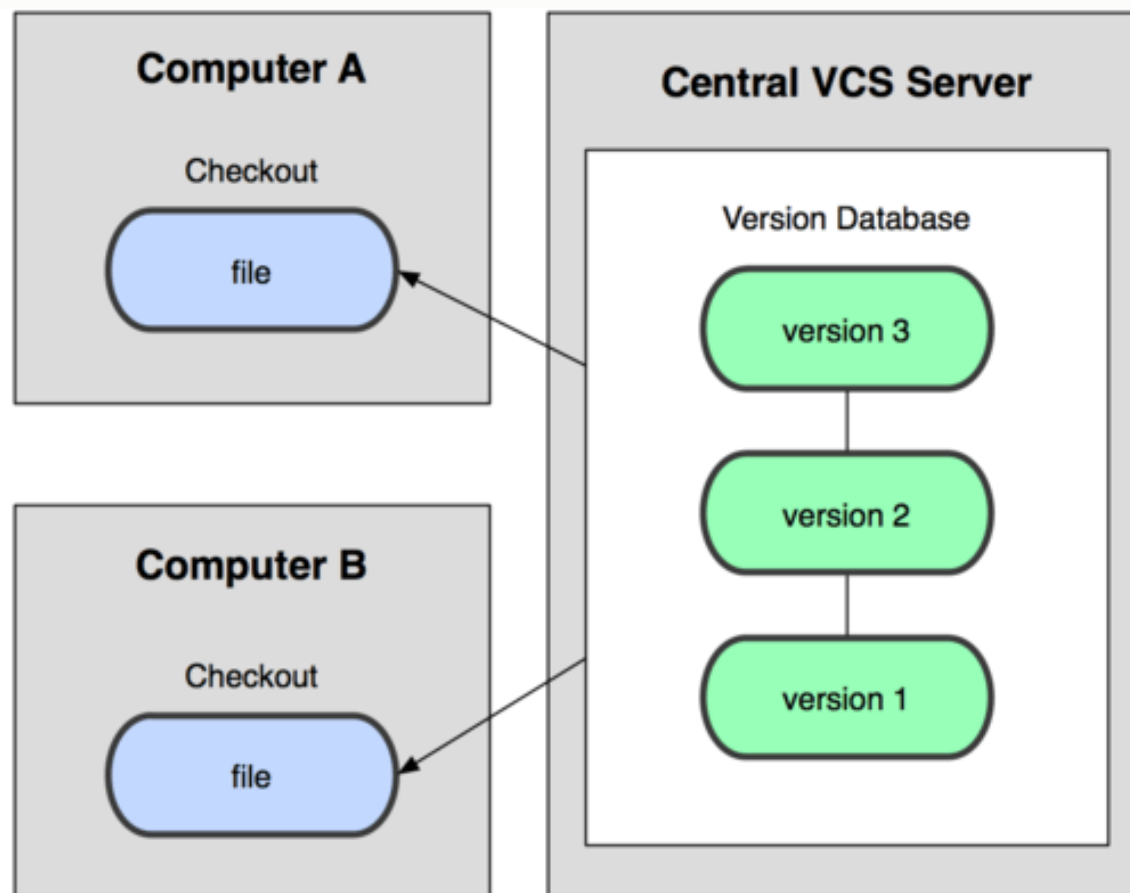 Computer A
Checkout
file
Computer B
Checkout
file
Central VCS Server
Version Database
version 3
version 2
version 1